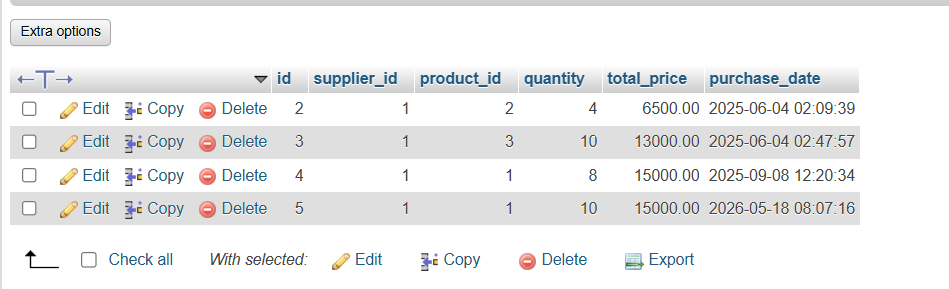 Extra options
id supplier_id product_id quantity total_price purchase_date
Edit Copy Delete 2 1 2 4 6500.00 2025-06-04 02:09:39
Edit Copy Delete 3 1 3 10 13000.00 2025-06-04 02:47:57
Edit Copy Delete 4 1 1 8 15000.00 2025-09-08 12:20:34
Edit Copy Delete 5 1 1 10 15000.00 2026-05-18 08:07:16
Check all With selected: Edit Copy Delete Export